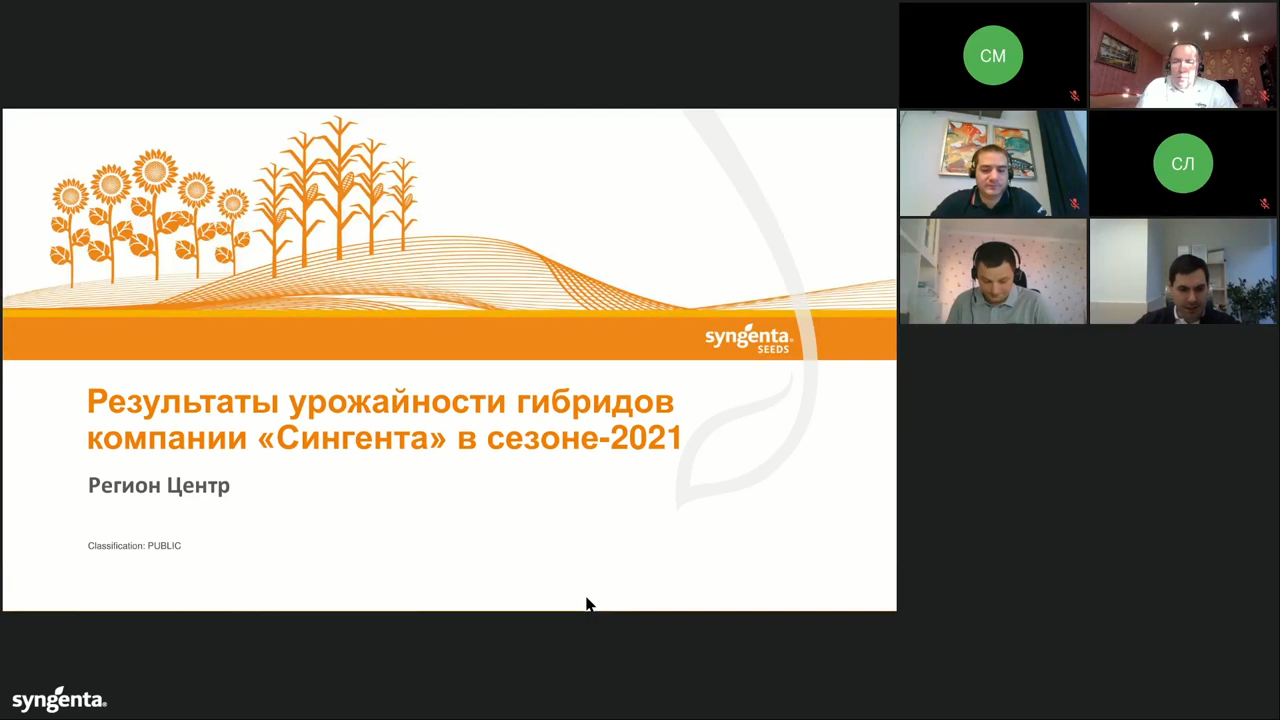 СМ
СЛ
syngenta
SEEDS
Результаты урожайности гибридов
компании «Сингента» в сезоне-2021
Регион Центр
Classification: PUBLIC
syngenta